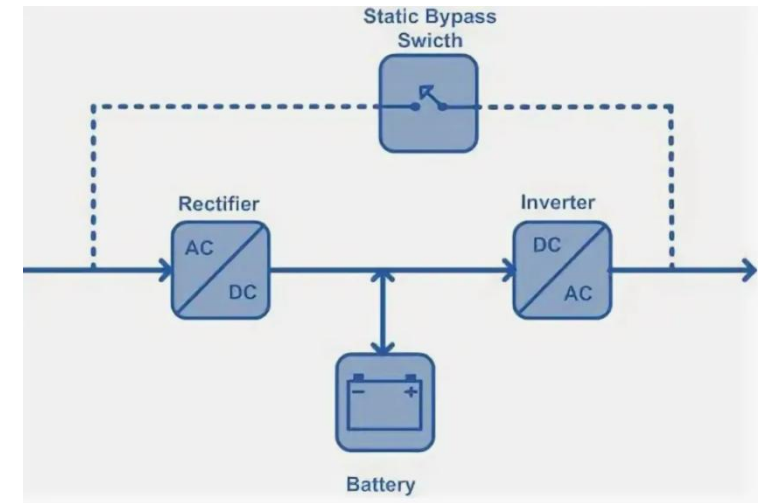 Static Bypass
Swicth
Rectifier
Inverter
AC
DC
DC
AC
- +
Battery